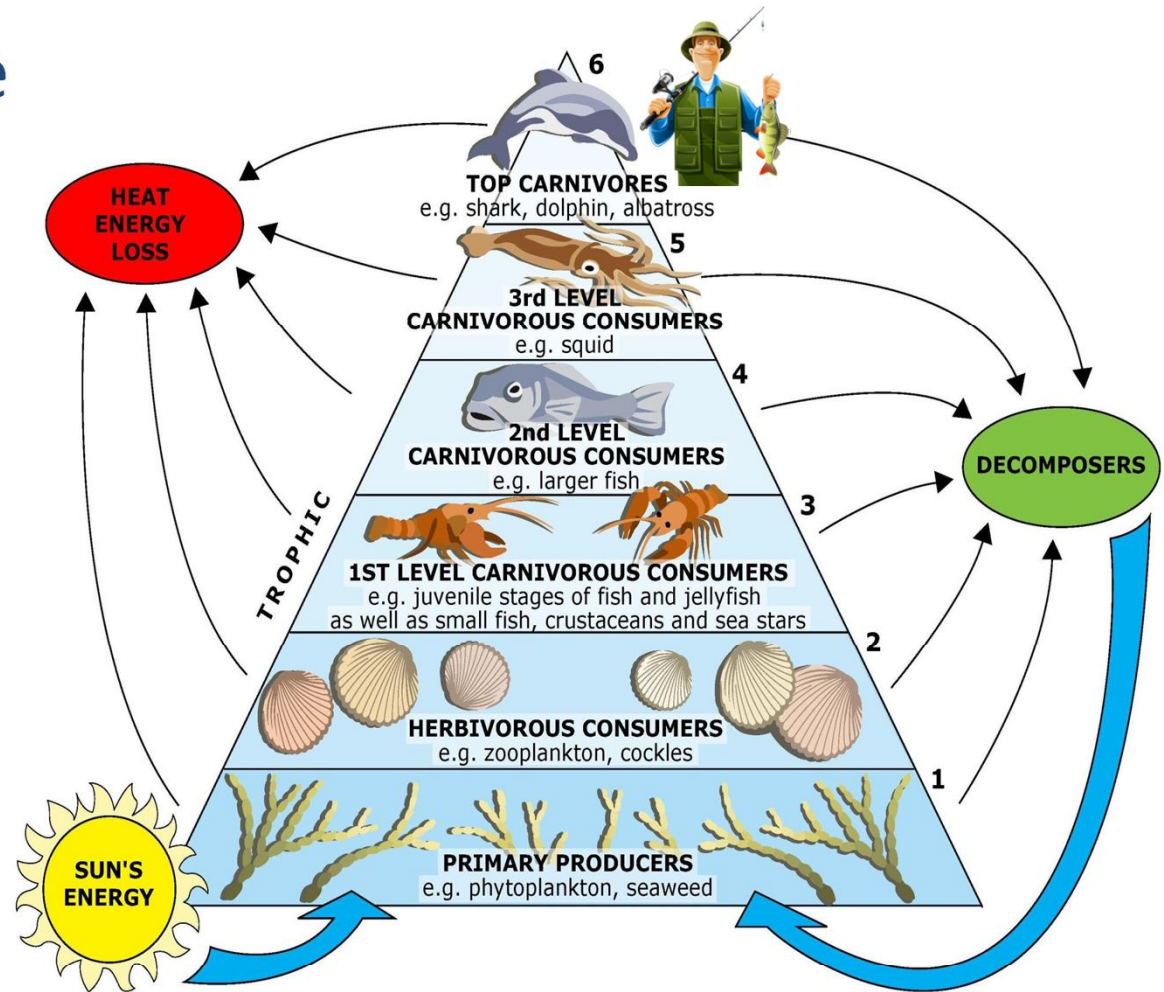 e
6
TOP CARNIVORES
e.g. shark, dolphin, albatross
HEAT
ENERGY
LOSS
5
3rd LEVEL
CARNIVOROUS CONSUMERS
e.g. squid
4
2nd LEVEL
CARNIVOROUS CONSUMERS
e.g. larger fish
DECOMPOSERS
3
TROPHIC
1ST LEVEL CARNIVOROUS CONSUMERS
e.g. juvenile stages of fish and jellyfish
as well as small fish, crustaceans and sea stars
2
HERBIVOROUS CONSUMERS
e.g. zooplankton, cockles
1
PRIMARY PRODUCERS
e.g. phytoplankton, seaweed
SUN'S
ENERGY